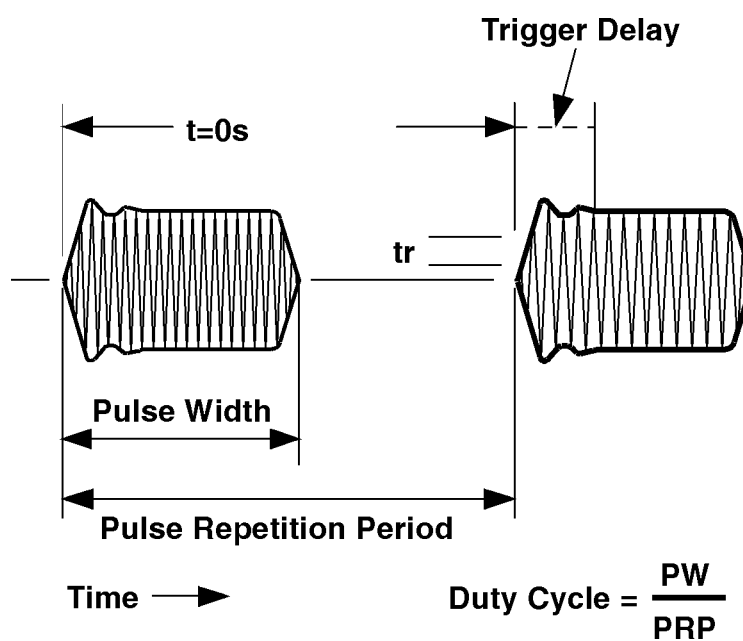 Trigger Delay
t=0s
tr
Pulse Width
Pulse Repetition Period
Time
Duty Cycle = PW
PRP